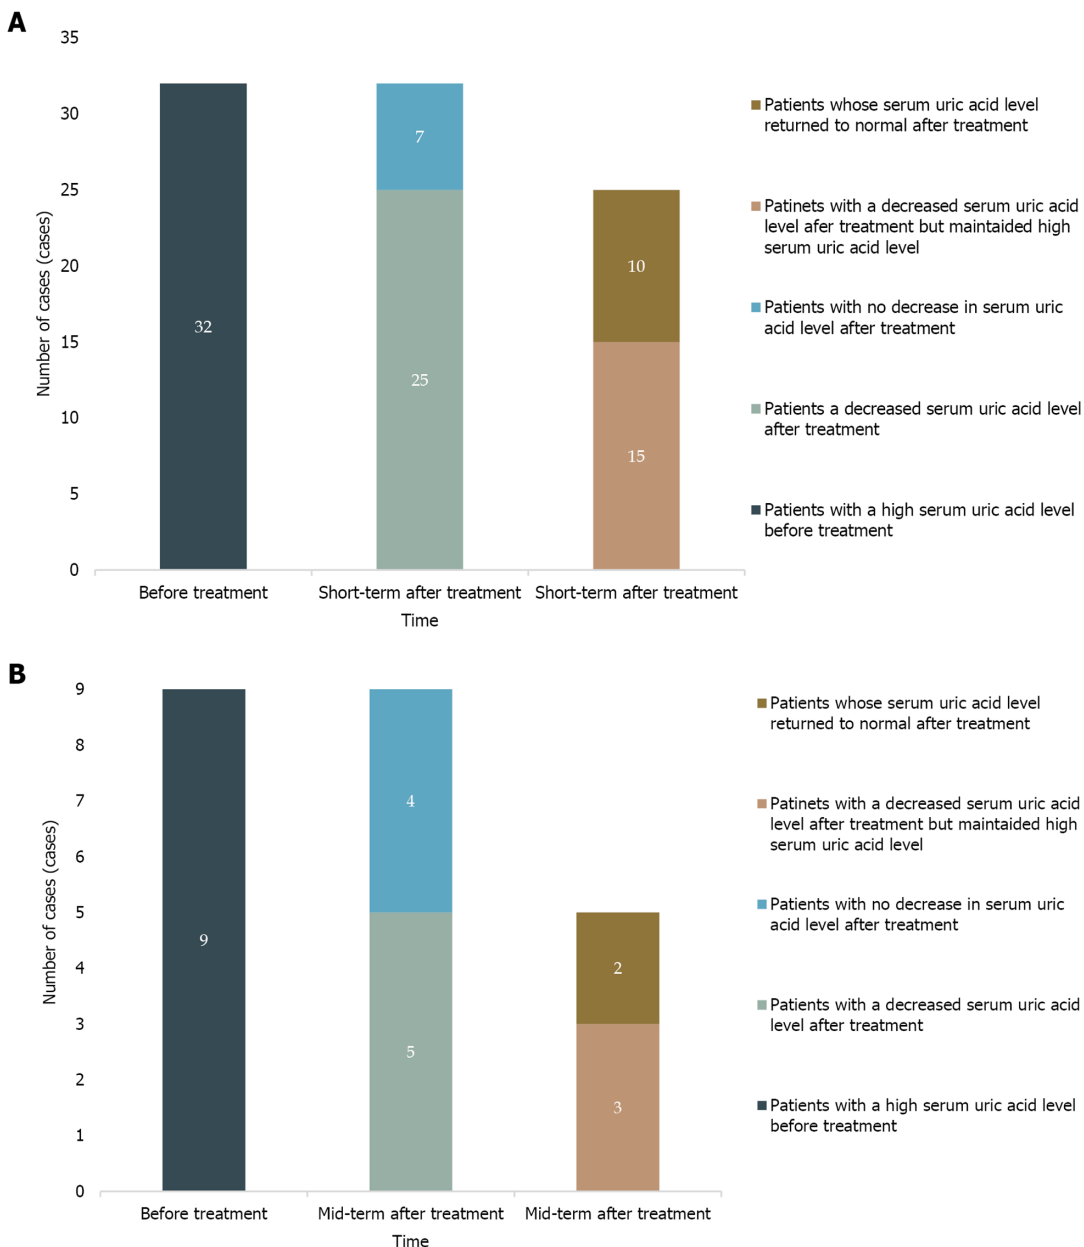 A
35
30
25
20
15
10
5
0
Number of cases (cases)
32
7
25
10
15
Before treatment
Short-term after treatment
Short-term after treatment
Time
Patients whose serum uric acid level
returned to normal after treatment
Patinets with a decreased serum uric acid
level afer treatment but maintaided high
serum uric acid level
Patients with no decrease in serum uric
acid level after treatment
Patients a decreased serum uric acid level
after treatment
Patients with a high serum uric acid level
before treatment
B
9
8
7
6
5
4
3
2
1
0
Number of cases (cases)
9
4
5
2
3
Before treatment
Mid-term after treatment
Mid-term after treatment
Time
Patients whose serum uric acid level
returned to normal after treatment
Patinets with a decreased serum uric acid
level after treatment but maintaided high
serum uric acid level
Patients with no decrease in serum uric
acid level after treatment
Patients with a decreased serum uric acid
level after treatment
Patients with a high serum uric acid level
before treatment